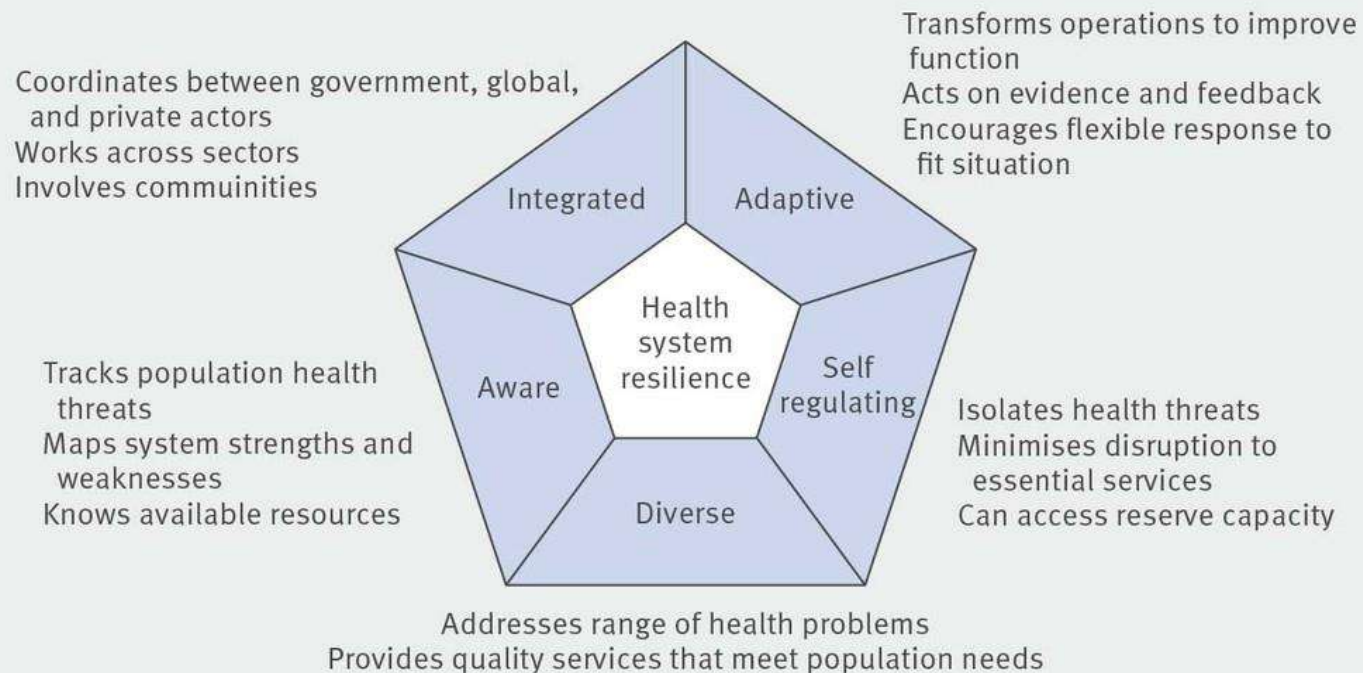 Coordinates between government, global,
and private actors
Works across sectors
Involves commuinities
Transforms operations to improve
function
Acts on evidence and feedback
Encourages flexible response to
fit situation
Integrated
Adaptive
Health
system
resilience
Aware
Self
regulating
Diverse
Tracks population health
threats
Maps system strengths and
weaknesses
Knows available resources
Isolates health threats
Minimises disruption to
essential services
Can access reserve capacity
Addresses range of health problems
Provides quality services that meet population needs